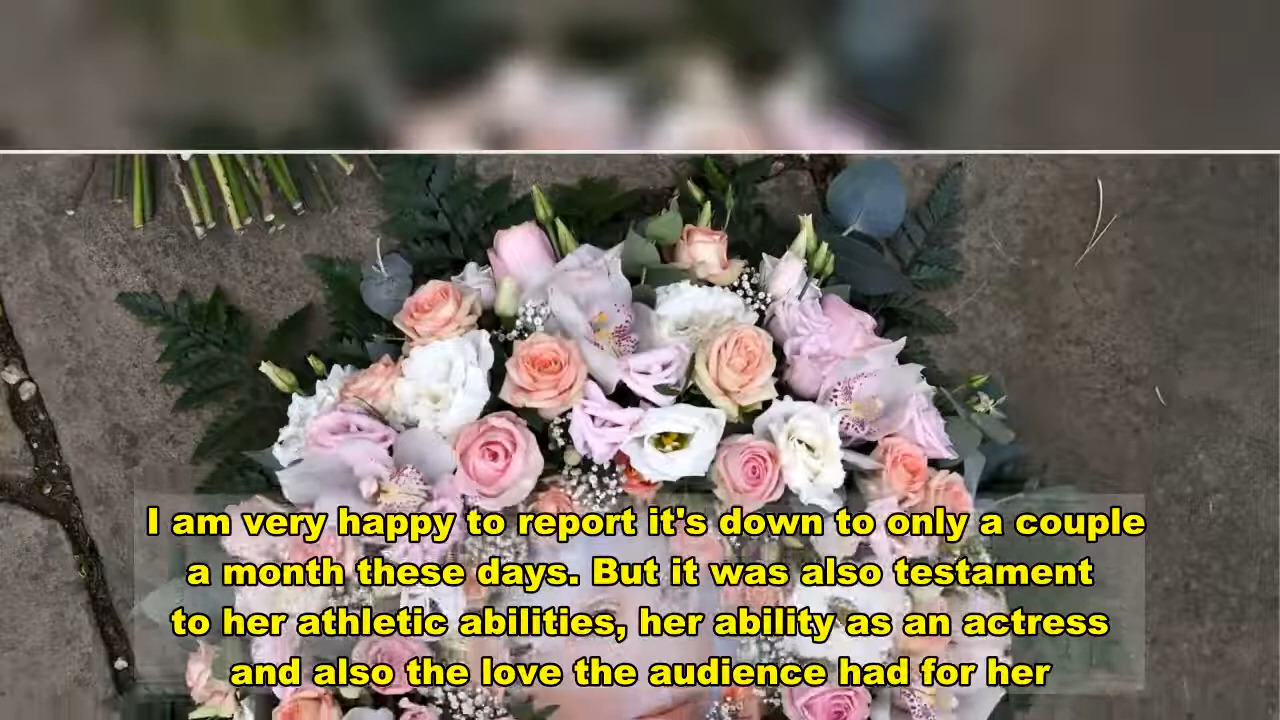 I am very happy to report it's down to only a couple
a month these days. But it was also testament
to her athletic abilities, her ability as an actress
and also the love the audience had for her